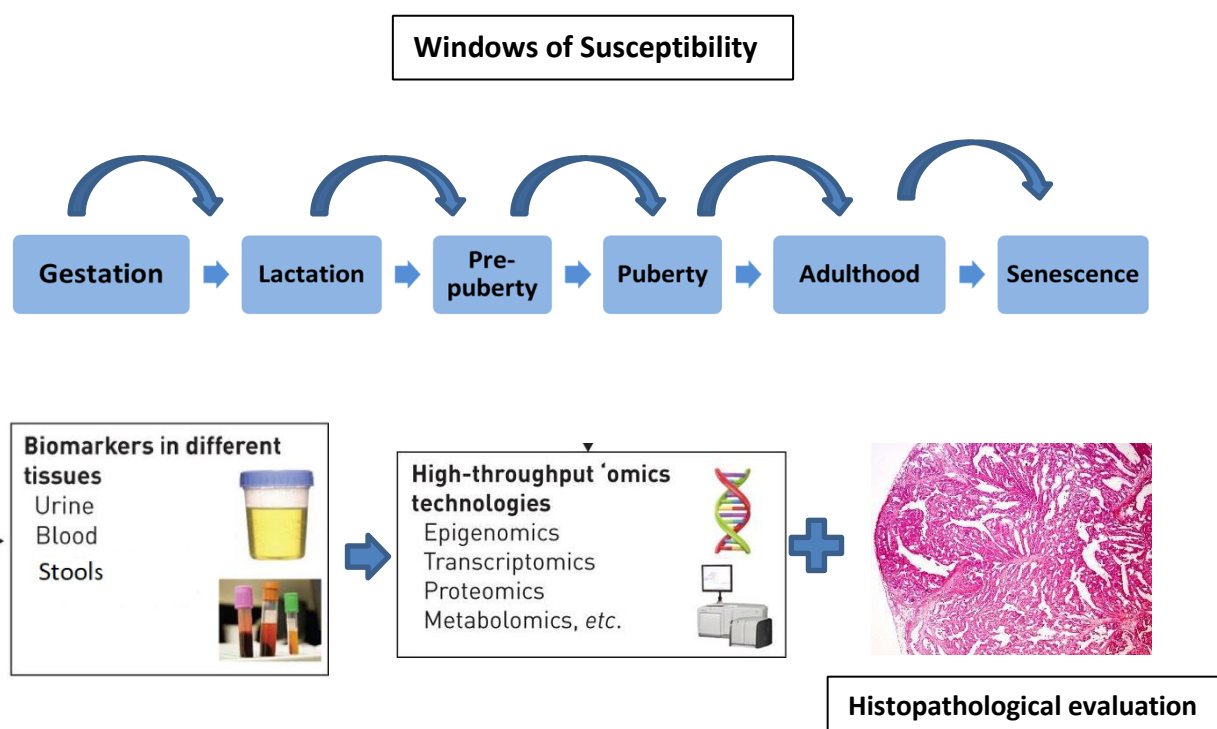 Windows of Susceptibility
Gestation
Lactation
Pre-
puberty
Puberty
Adulthood
Senescence
Biomarkers in different
tissues
Urine
Blood
Stools
High-throughput ‘omics
technologies
Epigenomics
Transcriptomics
Proteomics
Metabolomics, etc.
Histopathological evaluation